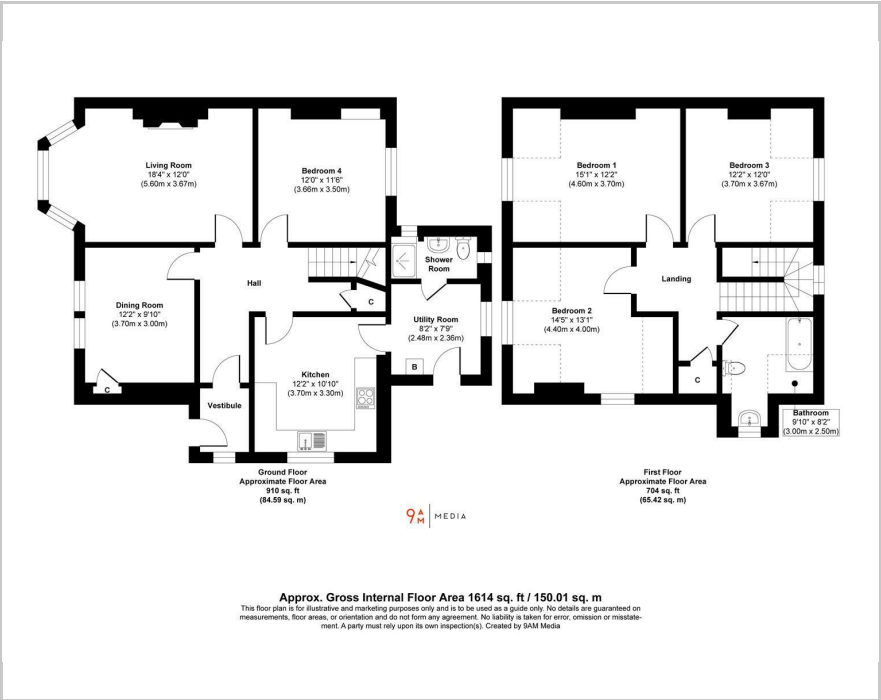 Living Room
18'4" x 12'0"
(5.60m x 3.67m)
Bedroom 4
12'0" x 11'6"
(3.66m x 3.50m)
Shower
Room
Hall
C
Dining Room
12'2" x 9'10"
(3.70m x 3.00m)
C
Utility Room
8'2" x 7'9"
(2.48m x 2.36m)
B
Kitchen
12'2" x 10'10"
(3.70m x 3.30m)
Vestibule
Ground Floor
Approximate Floor Area
910 sq. ft
(84.59 sq. m)
Bedroom 1
15'1" x 12'2"
(4.60m x 3.70m)
Bedroom 3
12'2" x 12'0"
(3.70m x 3.67m)
Landing
Bedroom 2
14'5" x 13'1"
(4.40m x 4.00m)
C
Bathroom
9'10" x 8'2"
(3.00m x 2.50m)
First Floor
Approximate Floor Area
704 sq. ft
(65.42 sq. m)
9AM MEDIA
Approx. Gross Internal Floor Area 1614 sq. ft / 150.01 sq. m
This floor plan is for illustrative and marketing purposes only and is to be used as a guide only. No details are guaranteed on
measurements, floor areas, or orientation and do not form any agreement. No liability is taken for error, omission or misstate-
ment. A party must rely upon its own inspection(s). Created by 9AM Media